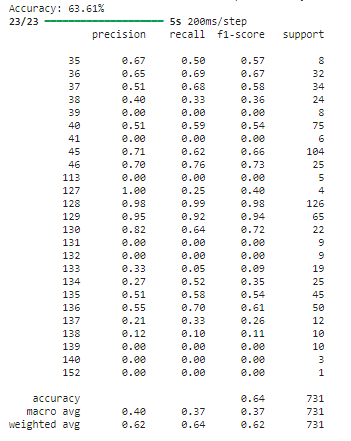 Accuracy: 63.61%
23/23 ━━━━━━━━━━━━━━━━━━━━ 5s 200ms/step
precision recall f1-score support
35 0.67 0.50 0.57 8
36 0.65 0.69 0.67 32
37 0.51 0.68 0.58 34
38 0.40 0.33 0.36 24
39 0.00 0.00 0.00 8
40 0.51 0.59 0.54 75
41 0.00 0.00 0.00 6
45 0.71 0.62 0.66 104
46 0.70 0.76 0.73 25
113 0.00 0.00 0.00 5
127 1.00 0.25 0.40 4
128 0.98 0.99 0.98 126
129 0.95 0.92 0.94 65
130 0.82 0.64 0.72 22
131 0.00 0.00 0.00 9
132 0.00 0.00 0.00 9
133 0.33 0.05 0.09 19
134 0.27 0.52 0.35 25
135 0.51 0.58 0.54 45
136 0.55 0.70 0.61 50
137 0.21 0.33 0.26 12
138 0.12 0.10 0.11 10
139 0.00 0.00 0.00 10
140 0.00 0.00 0.00 3
152 0.00 0.00 0.00 1
accuracy 0.64 731
macro avg 0.40 0.37 0.37 731
weighted avg 0.62 0.64 0.62 731